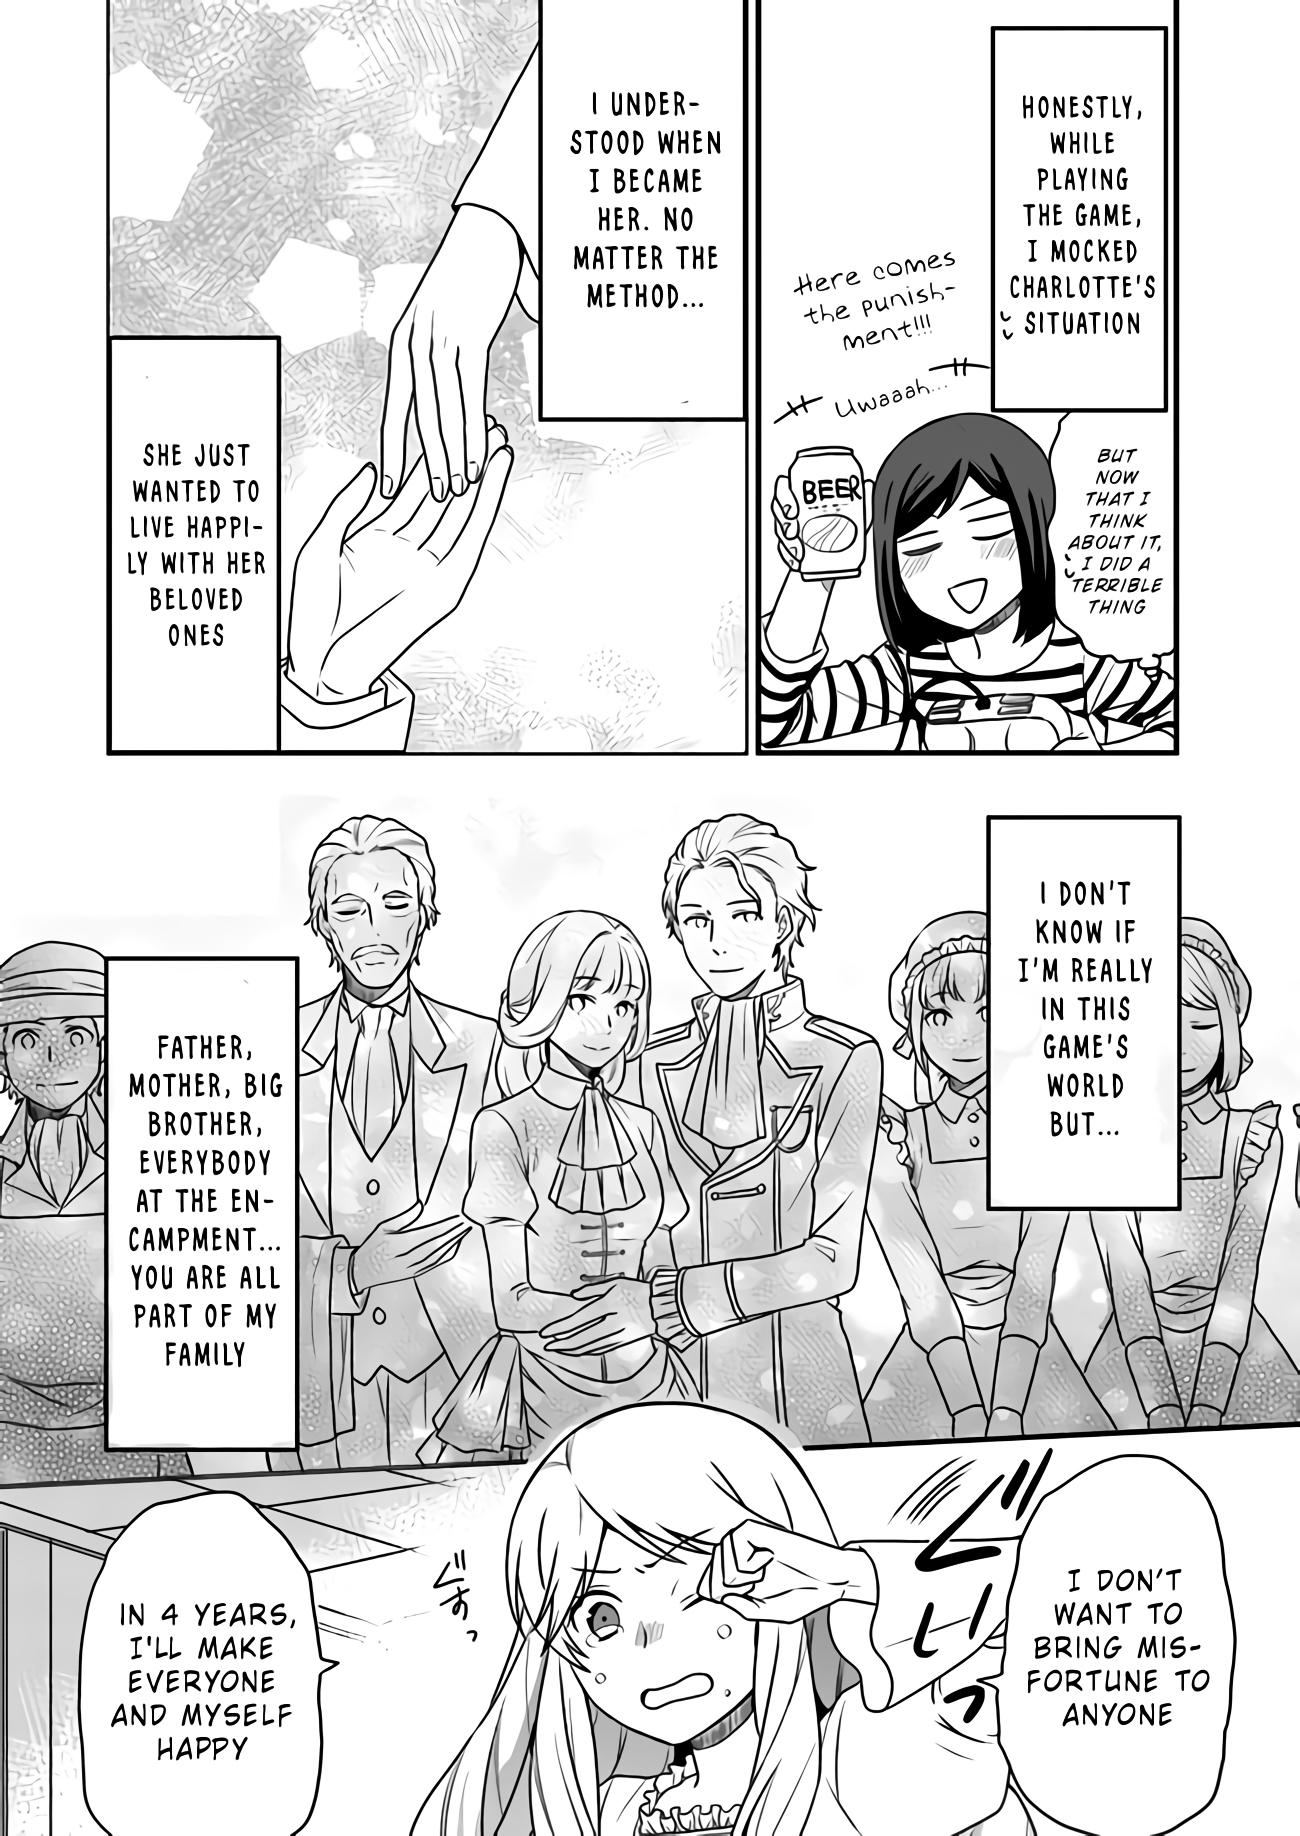 HONESTLY,
WHILE
PLAYING
THE GAME,
I MOCKED
CHARLOTTE'S
SITUATION
Here comes
the punish-
ment!!!
Uwaaah...
BEER
BUT
NOW
THAT I
THINK
ABOUT IT,
I DID A
TERRIBLE
THING
I UNDER-
STOOD WHEN
I BECAME
HER. NO
MATTER THE
METHOD...
SHE JUST
WANTED TO
LIVE HAPPI-
LY WITH HER
BELOVED
ONES
I DON'T
KNOW IF
I'M REALLY
IN THIS
GAME'S
WORLD
BUT...
FATHER,
MOTHER, BIG
BROTHER,
EVERYBODY
AT THE EN-
CAMPMENT...
YOU ARE ALL
PART OF MY
FAMILY
I DON'T
WANT TO
BRING MIS-
FORTUNE TO
ANYONE
ぐいっ
ぐすっ
IN 4 YEARS,
I'LL MAKE
EVERYONE
AND MYSELF
HAPPY